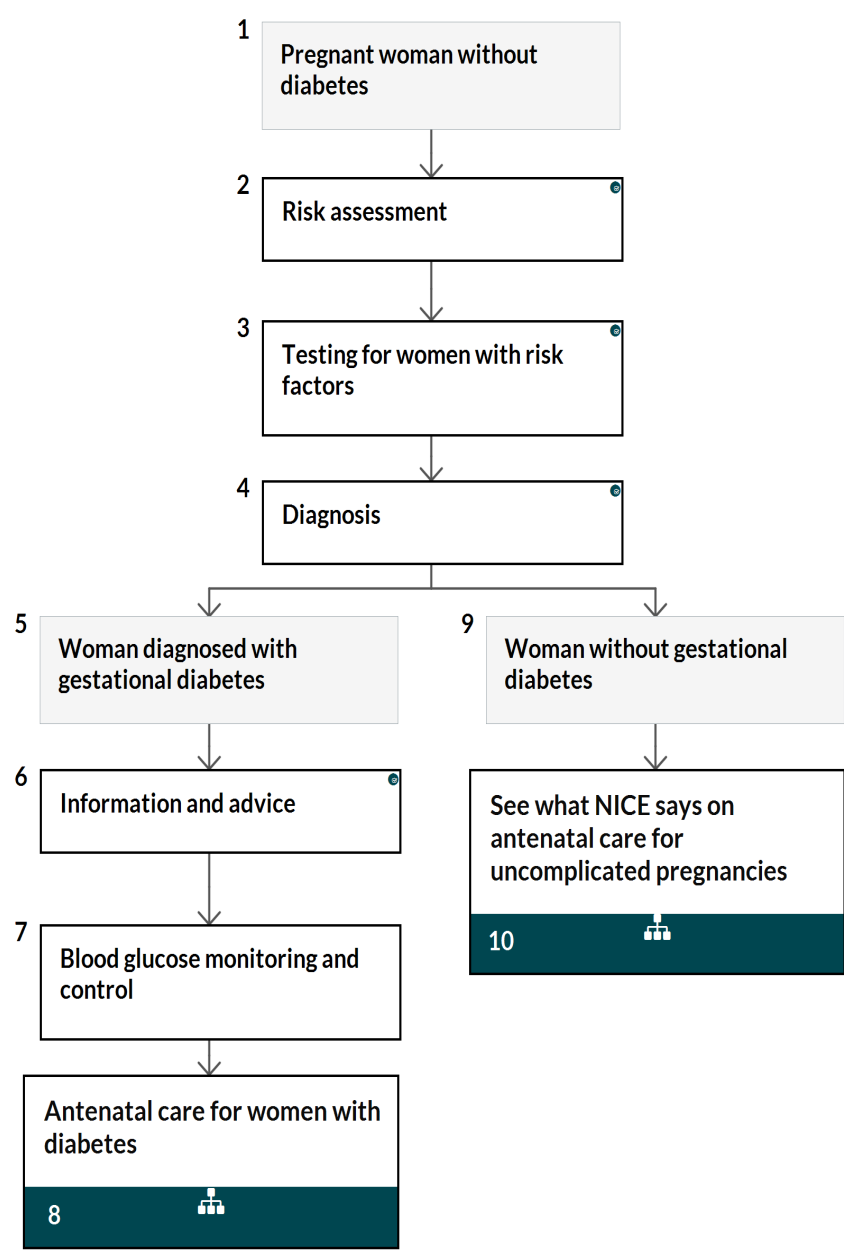 1
Pregnant woman without
diabetes
2
Risk assessment
3
Testing for women with risk
factors
4
Diagnosis
5
Woman diagnosed with
gestational diabetes
6
Information and advice
7
Blood glucose monitoring and
control
Antenatal care for women with
diabetes
8
9
Woman without gestational
diabetes
See what NICE says on
antenatal care for
uncomplicated pregnancies
10